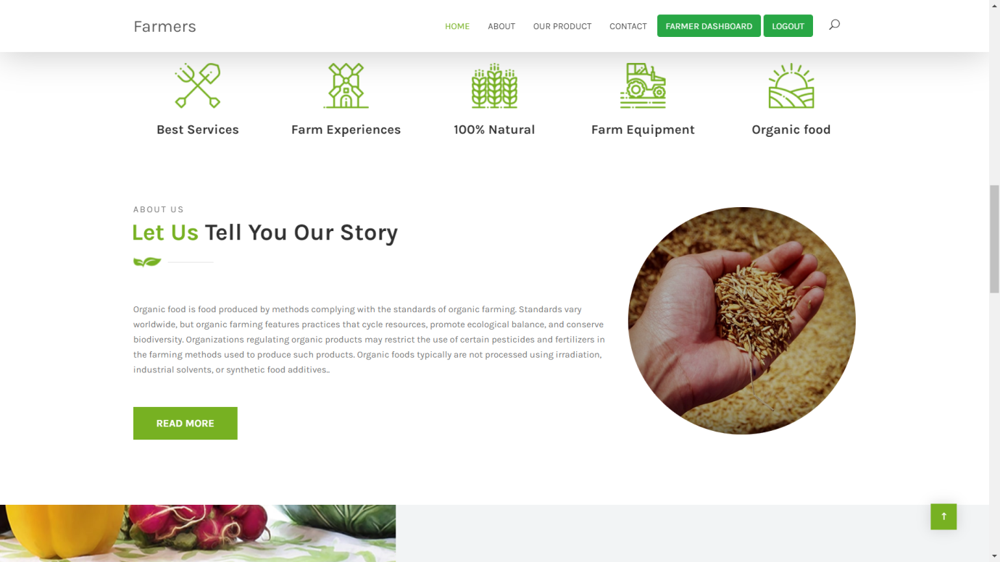 Farmers
HOME ABOUT OUR PRODUCT CONTACT FARMER DASHBOARD LOGOUT
Best Services Farm Experiences 100% Natural Farm Equipment Organic food
ABOUT US
Let Us Tell You Our Story
Organic food is food produced by methods complying with the standards of organic farming. Standards vary
worldwide, but organic farming features practices that cycle resources, promote ecological balance, and conserve
biodiversity. Organizations regulating organic products may restrict the use of certain pesticides and fertilizers in
the farming methods used to produce such products. Organic foods typically are not processed using irradiation,
industrial solvents, or synthetic food additives..
READ MORE